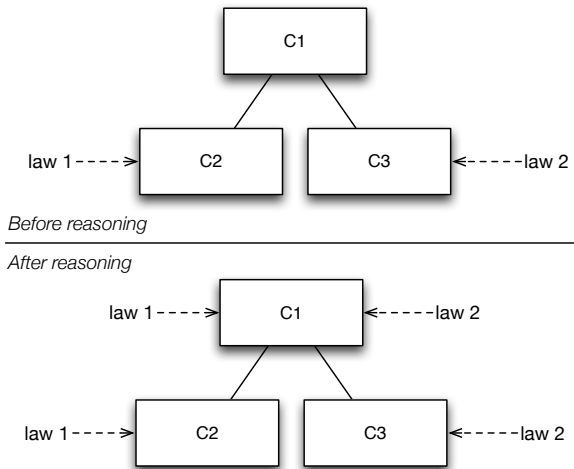 C1
law 1 C2 C3 law 2
Before reasoning
After reasoning
law 1 C1 law 2
law 1 C2 C3 law 2